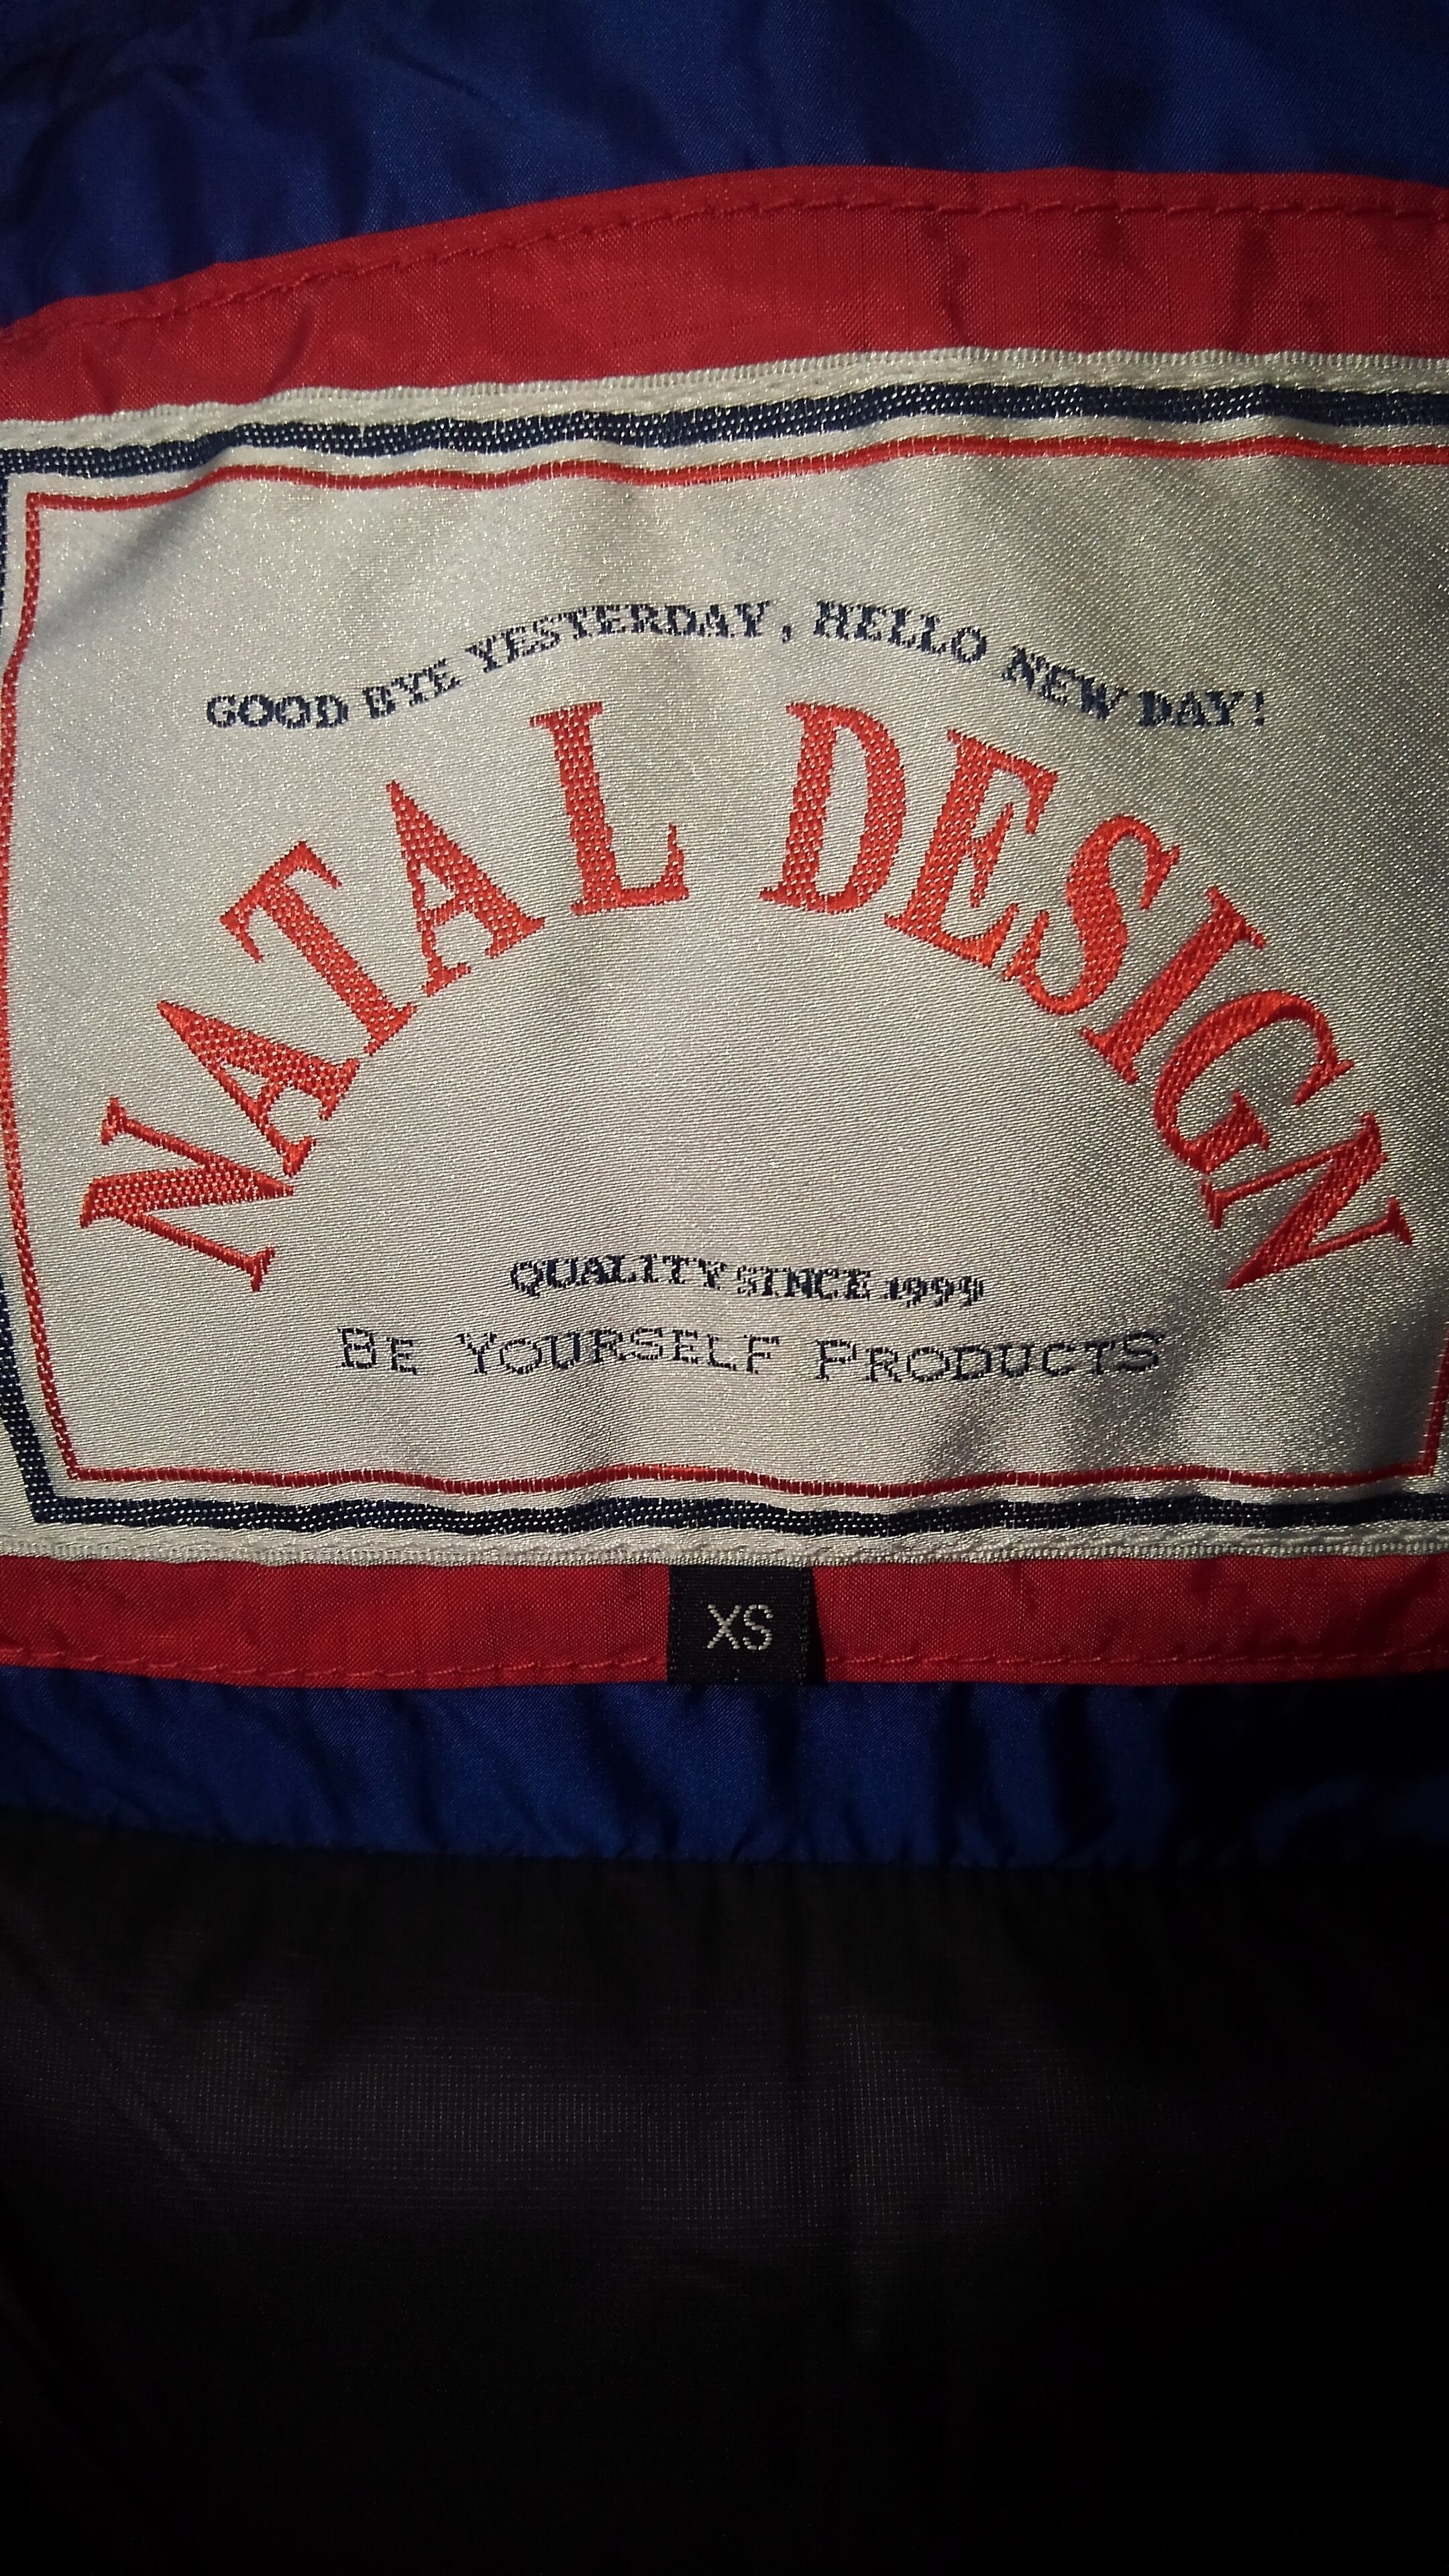 GOOD BYE YESTERDAY, HELLO NEW DAY!
NATAL DESIGN
QUALITY SINCE 1999
BE YOURSELF PRODUCTS
XS